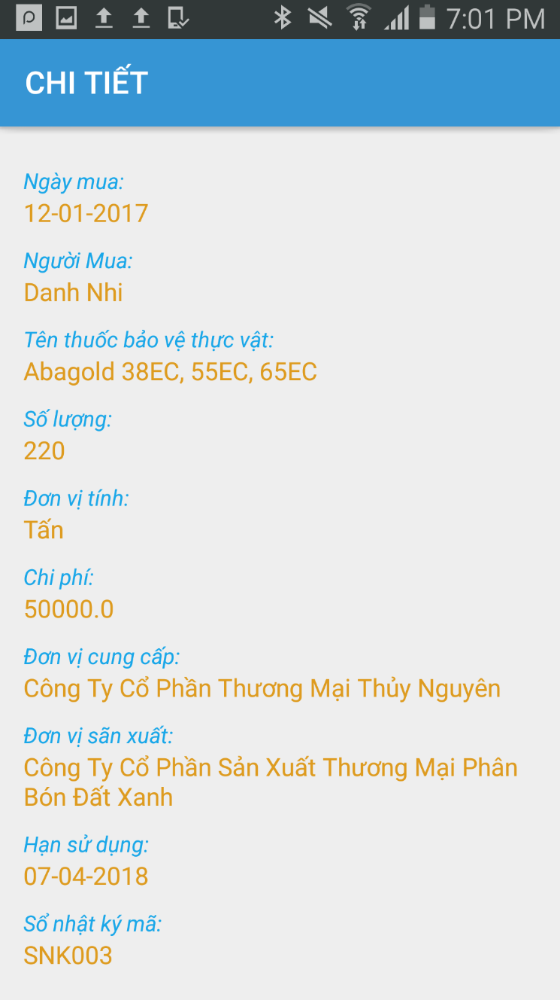 7:01 PM
CHI TIẾT
Ngày mua:
12-01-2017
Người Mua:
Danh Nhi
Tên thuốc bảo vệ thực vật:
Abagold 38EC, 55EC, 65EC
Số lượng:
220
Đơn vị tính:
Tấn
Chi phí:
50000.0
Đơn vị cung cấp:
Công Ty Cổ Phần Thương Mại Thủy Nguyên
Đơn vị sãn xuất:
Công Ty Cổ Phần Sản Xuất Thương Mại Phân
Bón Đất Xanh
Hạn sử dụng:
07-04-2018
Sổ nhật ký mã:
SNK003